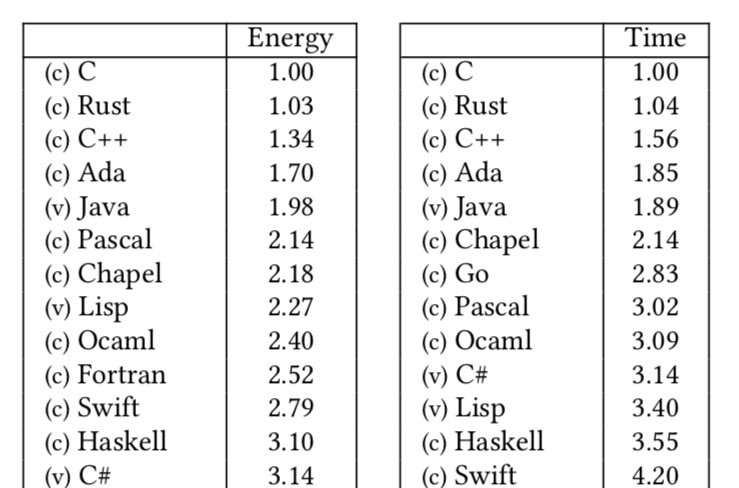 Energy
(c) C 1.00
(c) Rust 1.03
(c) C++ 1.34
(c) Ada 1.70
(v) Java 1.98
(c) Pascal 2.14
(c) Chapel 2.18
(v) Lisp 2.27
(c) Ocaml 2.40
(c) Fortran 2.52
(c) Swift 2.79
(c) Haskell 3.10
(v) C# 3.14
Time
(c) C 1.00
(c) Rust 1.04
(c) C++ 1.56
(c) Ada 1.85
(v) Java 1.89
(c) Chapel 2.14
(c) Go 2.83
(c) Pascal 3.02
(c) Ocaml 3.09
(v) C# 3.14
(v) Lisp 3.40
(c) Haskell 3.55
(c) Swift 4.20